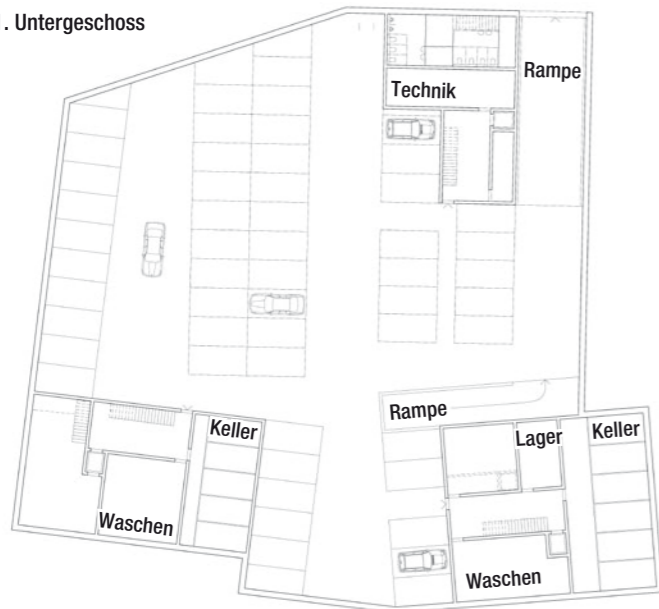 . Untergeschoss
Rampe
Technik
Rampe
Keller
Lager
Keller
Waschen
Waschen